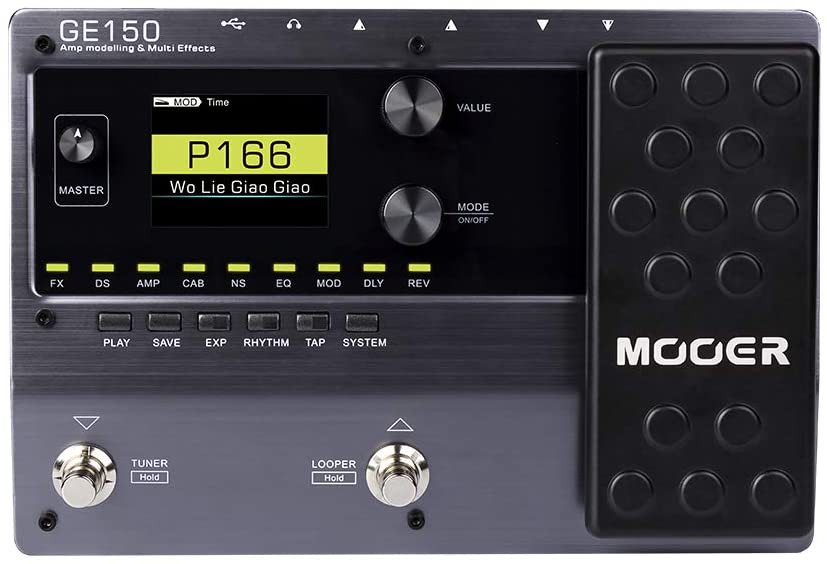 GE150
Amp modelling & Multi Effects
MOD Time
P166
Wo Lie Giao Giao
MASTER
VALUE
MODE
ON/OFF
FX DS AMP CAB NS EQ MOD DLY REV
PLAY SAVE EXP RHYTHM TAP SYSTEM
MOOER
TUNER
Hold
LOOPER
Hold